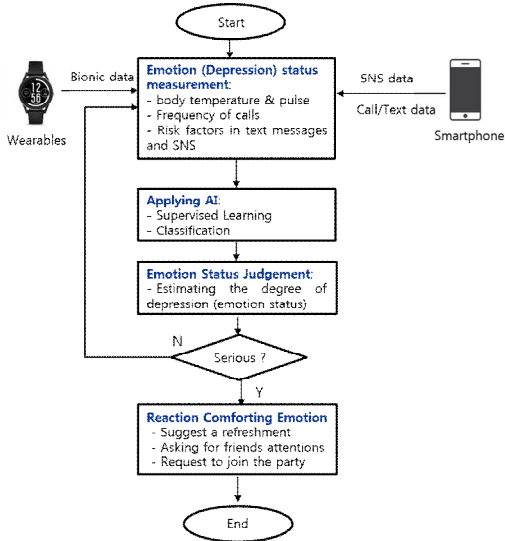 Start
Emotion (Depression) status
measurement:
- body temperature & pulse
- Frequency of calls
- Risk factors in text messages
and SNS
Bionic data
12
56
Wearables
SNS data
Call/Text data
Smartphone
Applying AI:
- Supervised Learning
- Classification
Emotion Status Judgement:
- Estimating the degree of
depression (emotion status)
N
Serious ?
Y
Reaction Comforting Emotion
- Suggest a refreshment
- Asking for friends attentions
- Request to join the party
End